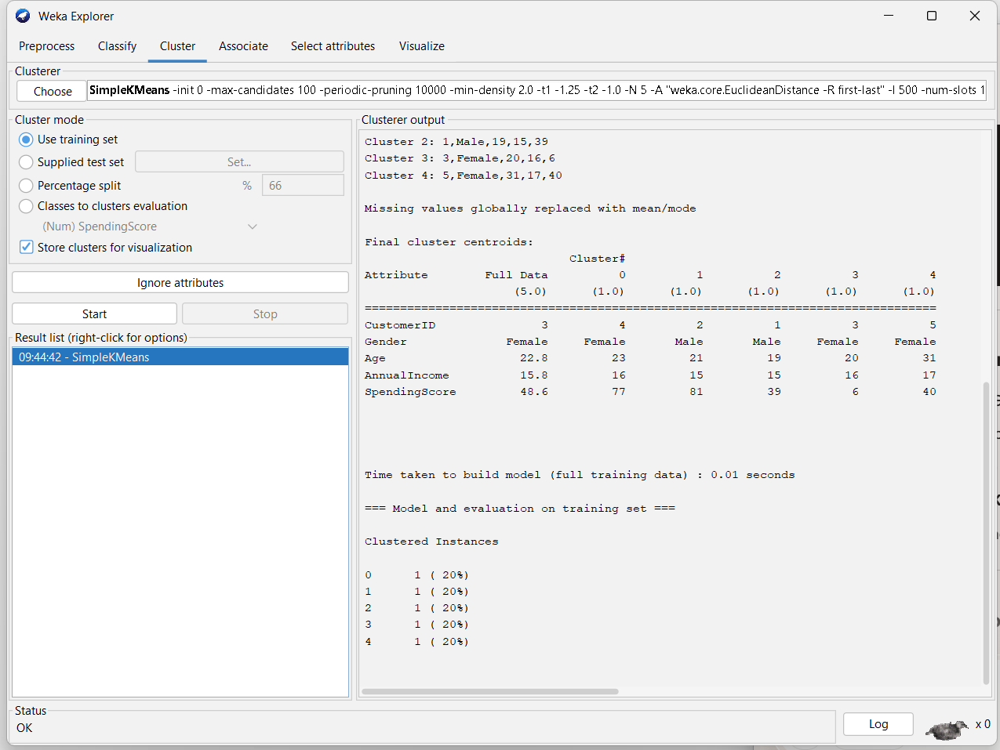 Weka Explorer
Preprocess Classify Cluster Associate Select attributes Visualize
Clusterer
Choose SimpleKMeans -init 0 -max-candidates 100 -periodic-pruning 10000 -min-density 2.0 -t1 -1.25 -t2 -1.0 -N 5 -A "weka.core.EuclideanDistance -R first-last" -I 500 -num-slots 1
Cluster mode
Use training set
Supplied test set Set...
Percentage split % 66
Classes to clusters evaluation
(Num) SpendingScore
Store clusters for visualization
Ignore attributes
Start Stop
Result list (right-click for options)
09:44:42 - SimpleKMeans
Clusterer output
Cluster 2: 1,Male,19,15,39
Cluster 3: 3,Female,20,16,6
Cluster 4: 5,Female,31,17,40
Missing values globally replaced with mean/mode
Final cluster centroids:
Cluster#
Attribute Full Data 0 1 2 3 4
(5.0) (1.0) (1.0) (1.0) (1.0) (1.0)
==================================================================================
CustomerID 3 4 2 1 3 5
Gender Female Female Male Male Female Female
Age 22.8 23 21 19 20 31
AnnualIncome 15.8 16 15 15 16 17
SpendingScore 48.6 77 81 39 6 40
Time taken to build model (full training data) : 0.01 seconds
=== Model and evaluation on training set ===
Clustered Instances
0 1 ( 20%)
1 1 ( 20%)
2 1 ( 20%)
3 1 ( 20%)
4 1 ( 20%)
Status
OK
Log x 0